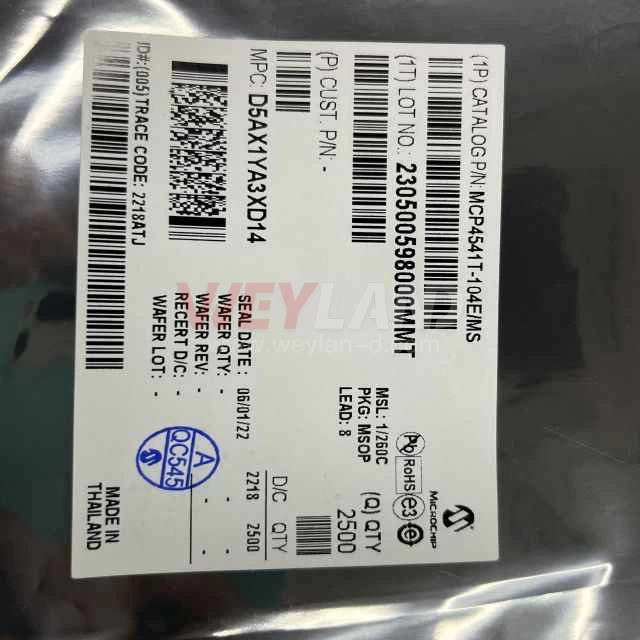 (1P) CATALOG P/N: MCP4541T-104E/MS
MICROCHIP
(1T) LOT NO.: 230500598000MMT
Pb RoHS e3 e
(P) CUST. P/N: -
MSL: 1/260C
PKG: MSOP
LEAD: 8
(Q) QTY
2500
MPC: D5AX1YA3XD14
D/C QTY
SEAL DATE : 06/01/22 2218 2500
WAFER QTY: - - -
WAFER REV: - - -
RECERT D/C: -
WAFER LOT: -
A
QC545
ID#:(005) TRACE CODE: 2218ATJ
MADE IN
THAILAND
WEYLAND
www.weylan-d.com